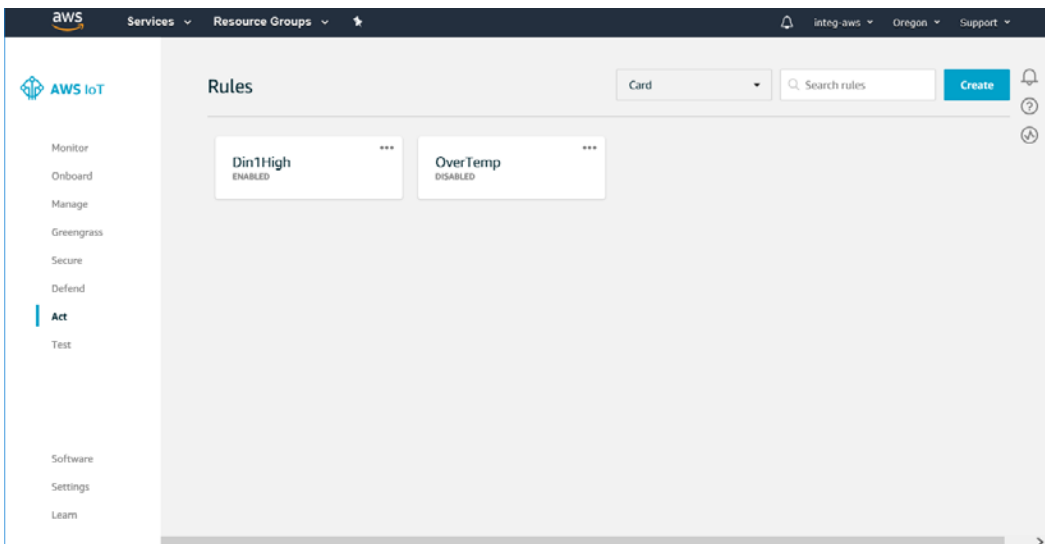 aws Services Resource Groups integ-aws Oregon Support
AWS IoT
Rules Card Search rules Create
Monitor
Onboard
Manage
Greengrass
Secure
Defend
Act
Test
Din1High
ENABLED
OverTemp
DISABLED
Software
Settings
Learn